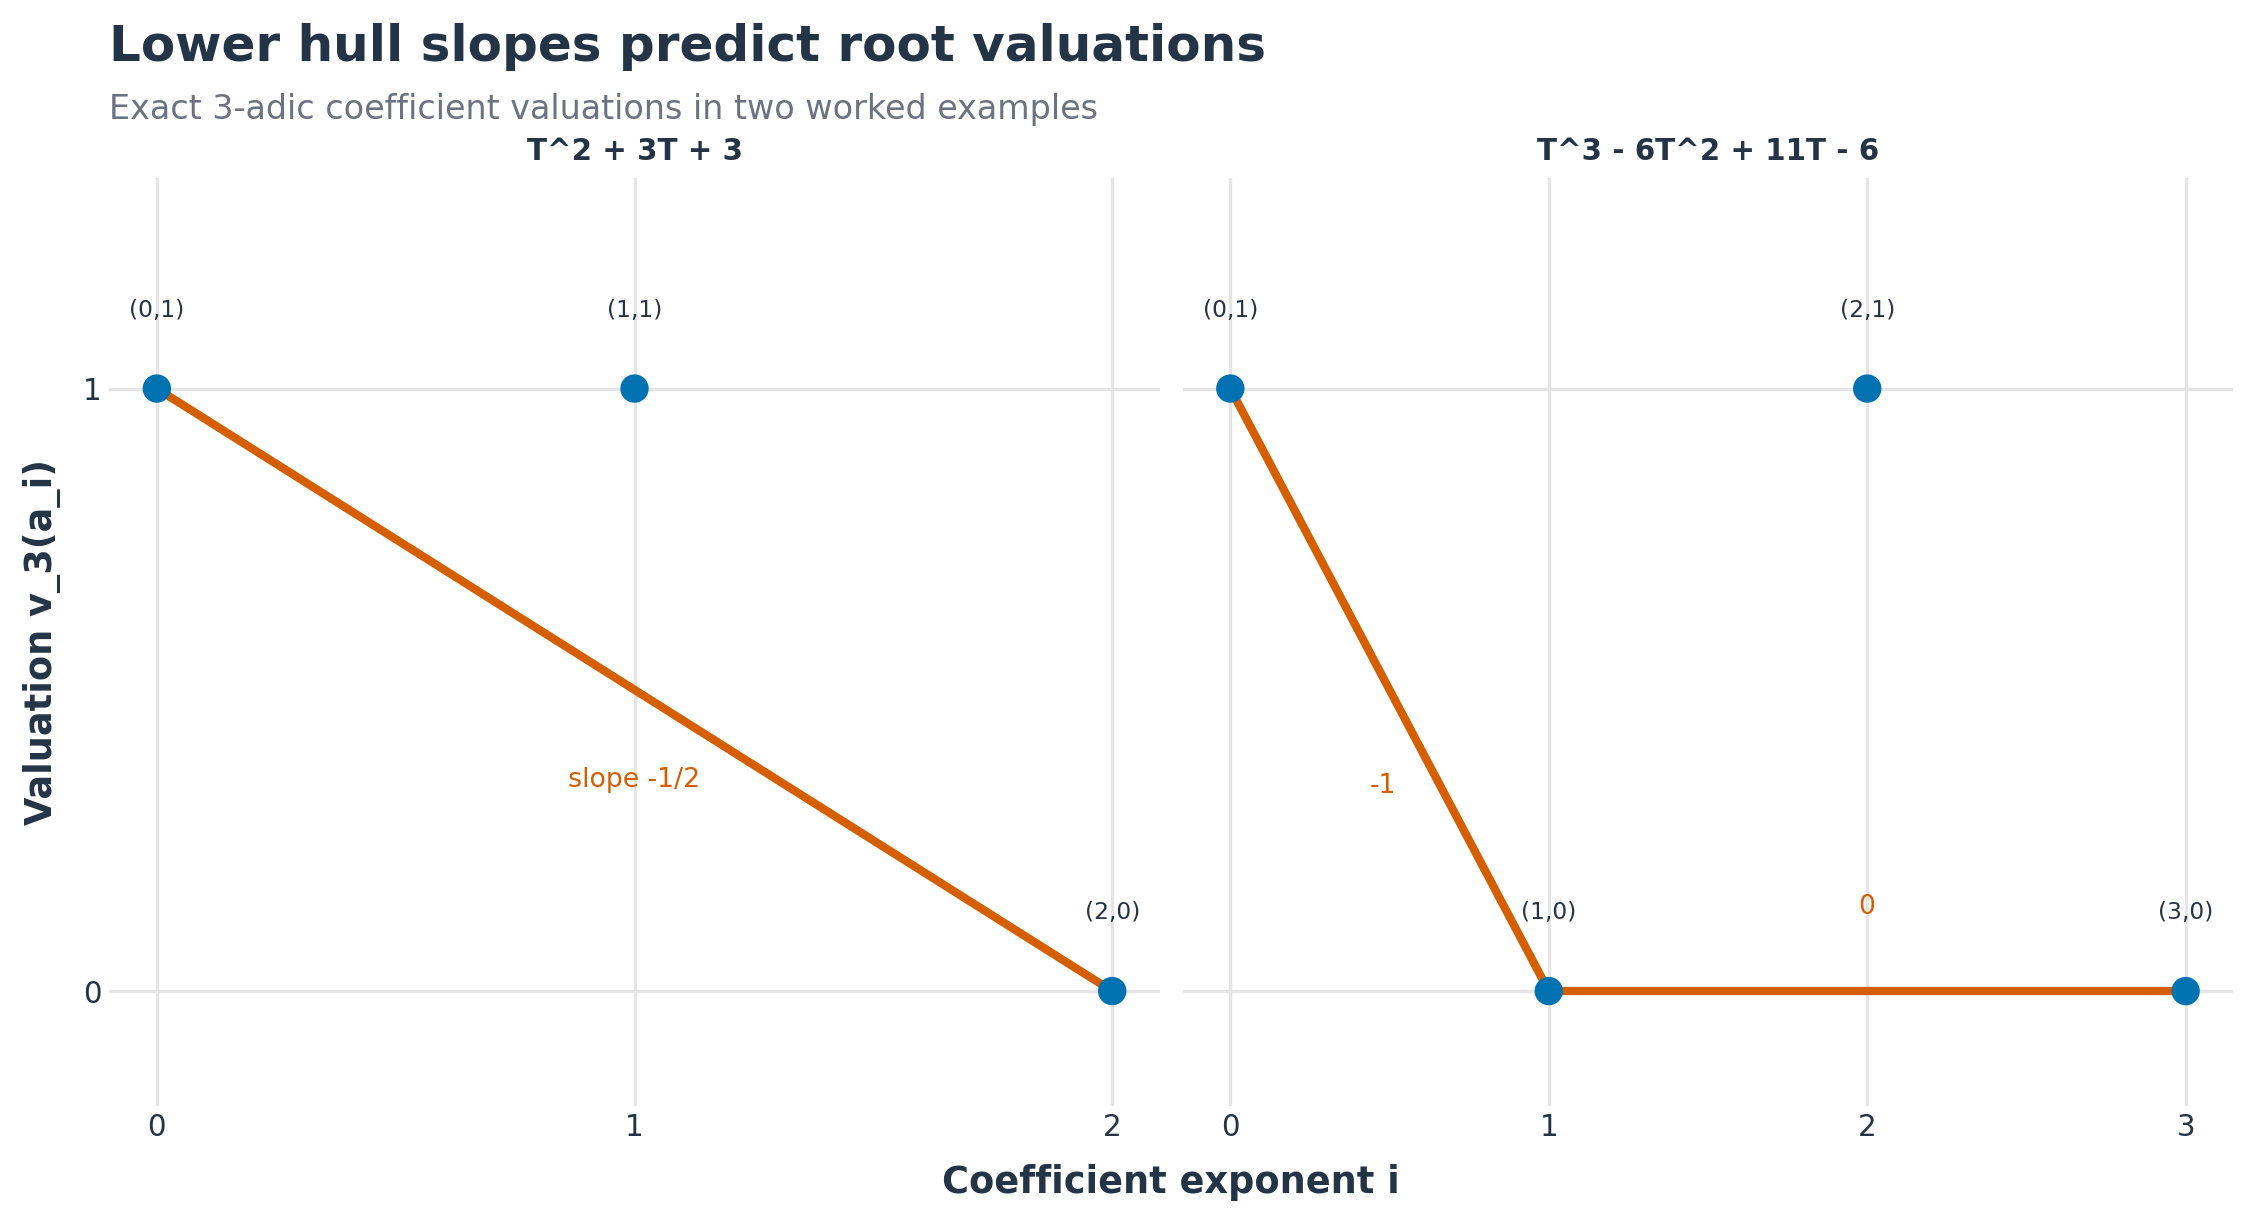 Lower hull slopes predict root valuations
Exact 3-adic coefficient valuations in two worked examples
T^2 + 3T + 3
(0,1)
(1,1)
1
slope -1/2
(2,0)
0
0
1
2
T^3 - 6T^2 + 11T - 6
(0,1)
(2,1)
-1
(1,0)
0
(3,0)
0
1
2
3
Valuation v_3(a_i)
Coefficient exponent i